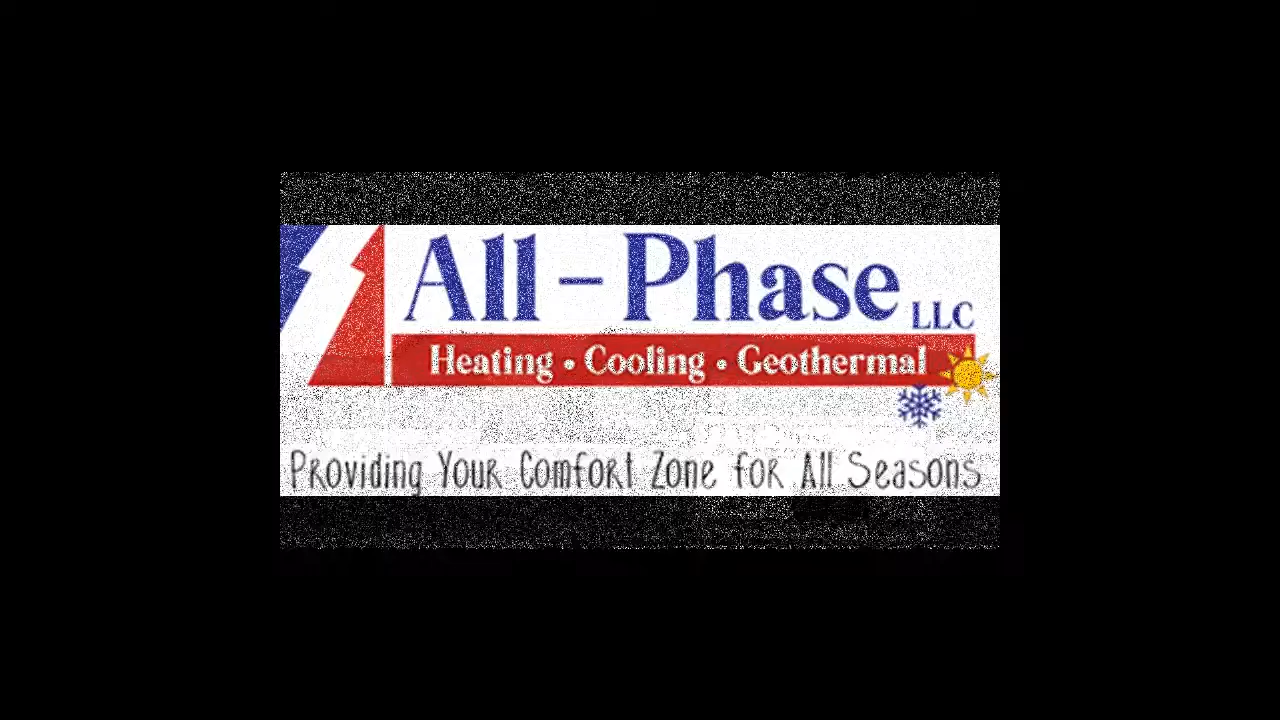 All - Phase LLC
Heating • Cooling • Geothermal
Providing Your Comfort Zone for All Seasons